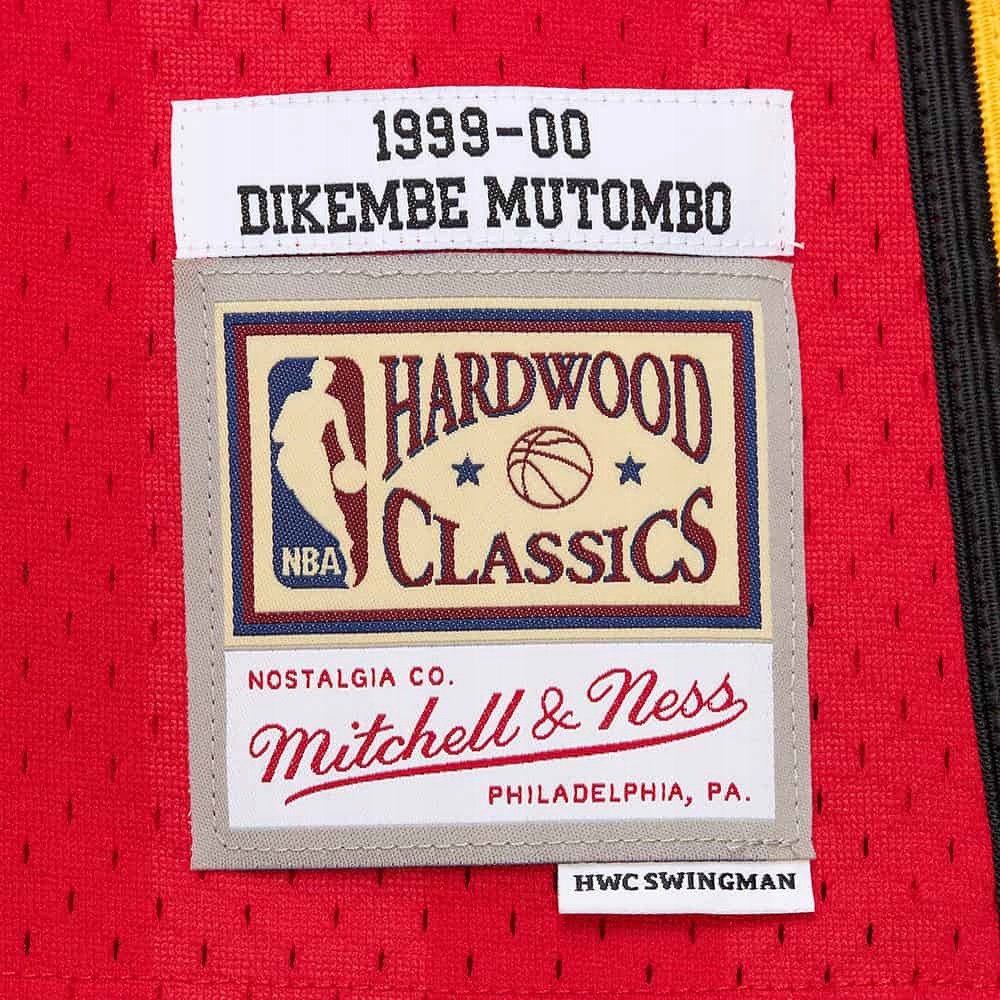 1999-00
DIKEMBE MUTOMBO
HARDWOOD
CLASSICS
NBA
NOSTALGIA CO.
Mitchell & Ness
PHILADELPHIA, PA.
HWC SWINGMAN